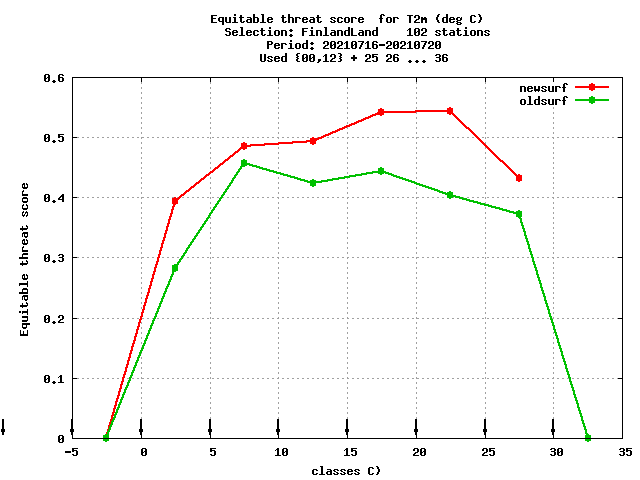 Equitable threat score  for T2m (deg C)
Selection: FinlandLand    102 stations
Period: 20210716-20210720
Used {00,12} + 25 26 ... 36
newsurf
oldsurf
0.6
0.5
0.4
0.3
0.2
0.1
0
Equitable threat score
-5 0 5 10 15 20 25 30 35
classes C)